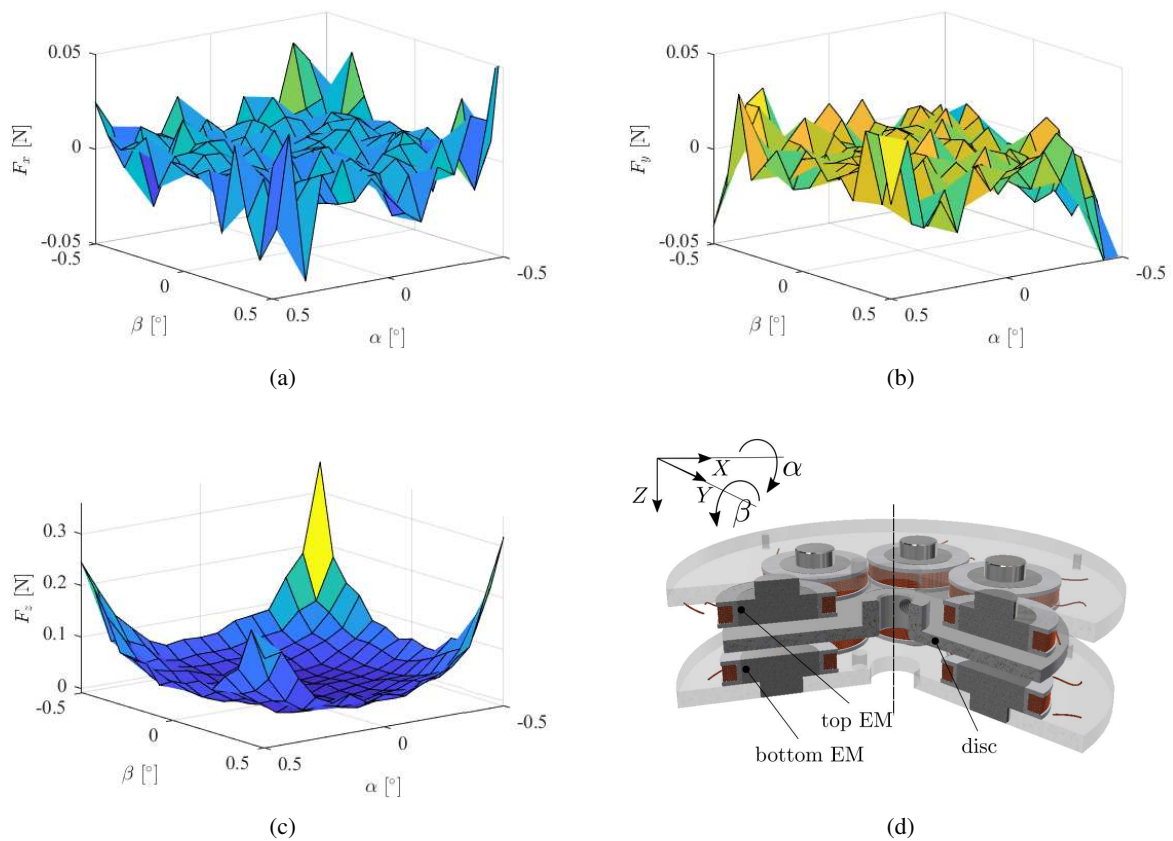 0.05
0
-0.05
-0.5
0
0.5
0.5
0
-0.5
F_x [N]
β [°]
α [°]
(a)
0.05
0
-0.05
-0.5
0
0.5
0.5
0
-0.5
F_y [N]
β [°]
α [°]
(b)
0.3
0.2
0.1
0
-0.5
0
0.5
0.5
0
-0.5
F_z [N]
β [°]
α [°]
(c)
X
α
Z
Y
β
top EM
bottom EM
disc
(d)